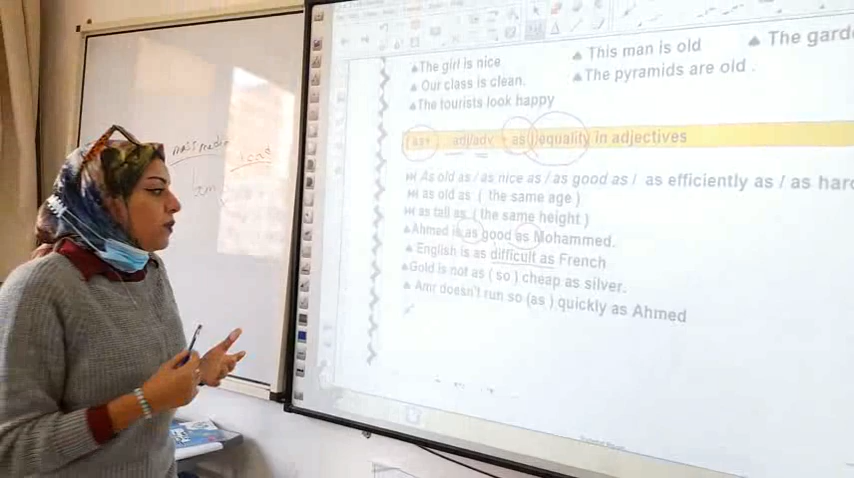 The girl is nice
This man is old
The gard
Our class is clean.
The pyramids are old .
The tourists look happy
( as+ adj/adv + as ) equality in adjectives
As old as / as nice as / as good as / as efficiently as / as hard
as old as ( the same age )
as tall as ( the same height )
Ahmed is as good as Mohammed.
English is as difficult as French
Gold is not as ( so ) cheap as silver.
Amr doesn't run so (as ) quickly as Ahmed
mass media